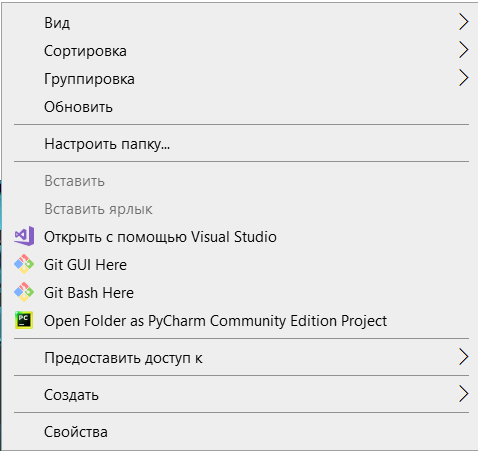 Вид
Сортировка
Группировка
Обновить
Настроить папку...
Вставить
Вставить ярлык
Открыть с помощью Visual Studio
Git GUI Here
Git Bash Here
PC Open Folder as PyCharm Community Edition Project
Предоставить доступ к
Создать
Свойства